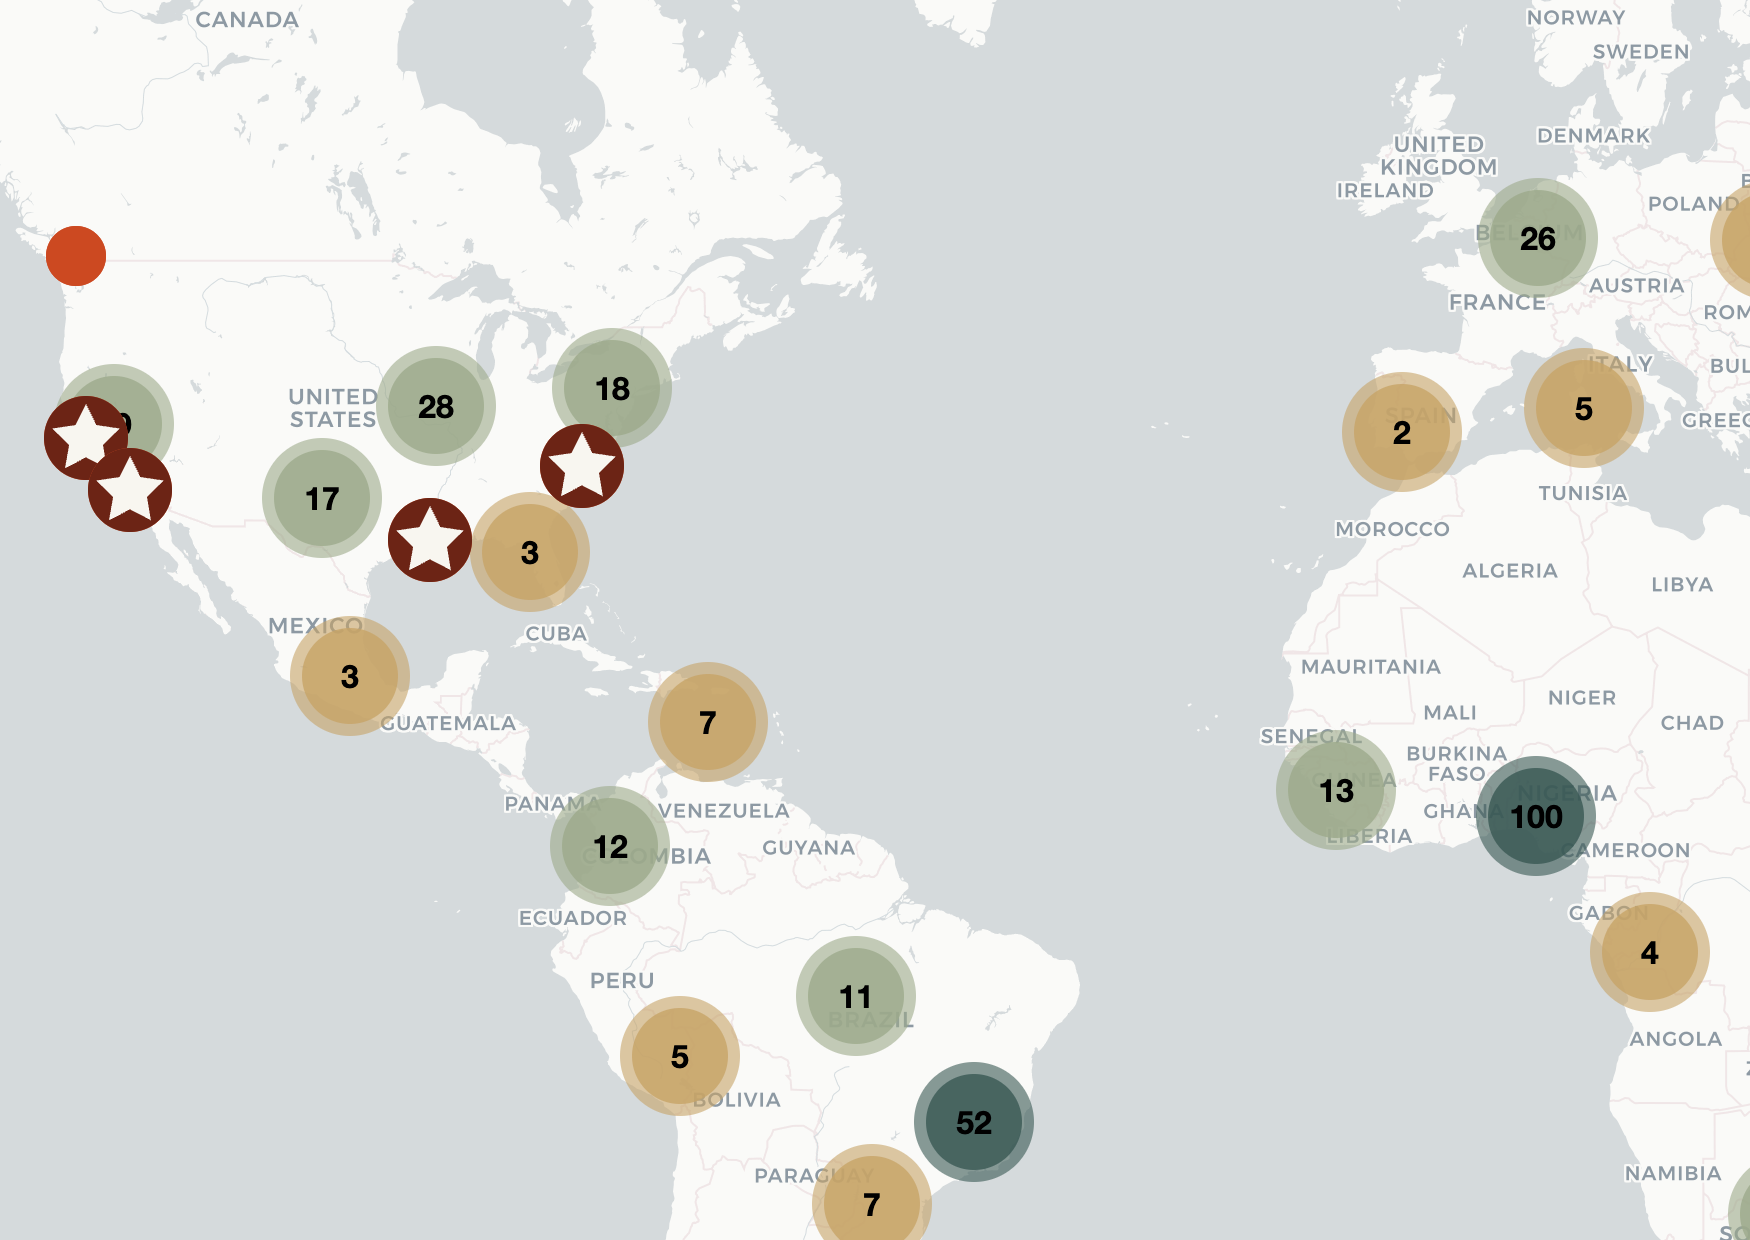 CANADA
NORWAY
SWEDEN
DENMARK
UNITED
KINGDOM
IRELAND
POLAND
26
AUSTRIA
FRANCE
ROM
ITALY
BUL
UNITED
STATES
28
18
5
2
SPAIN
GREEC
17
TUNISIA
MOROCCO
3
ALGERIA
LIBYA
MEXICO
CUBA
3
MAURITANIA
NIGER
MALI
CHAD
GUATEMALA
7
SENEGAL
BURKINA
FASO
13
NIGERIA
PANAMA
VENEZUELA
GHANA
100
LIBERIA
12
GUYANA
CAMEROON
ECUADOR
GABON
4
PERU
11
BRAZIL
ANGOLA
5
BOLIVIA
52
PARAGUAY
NAMIBIA
7